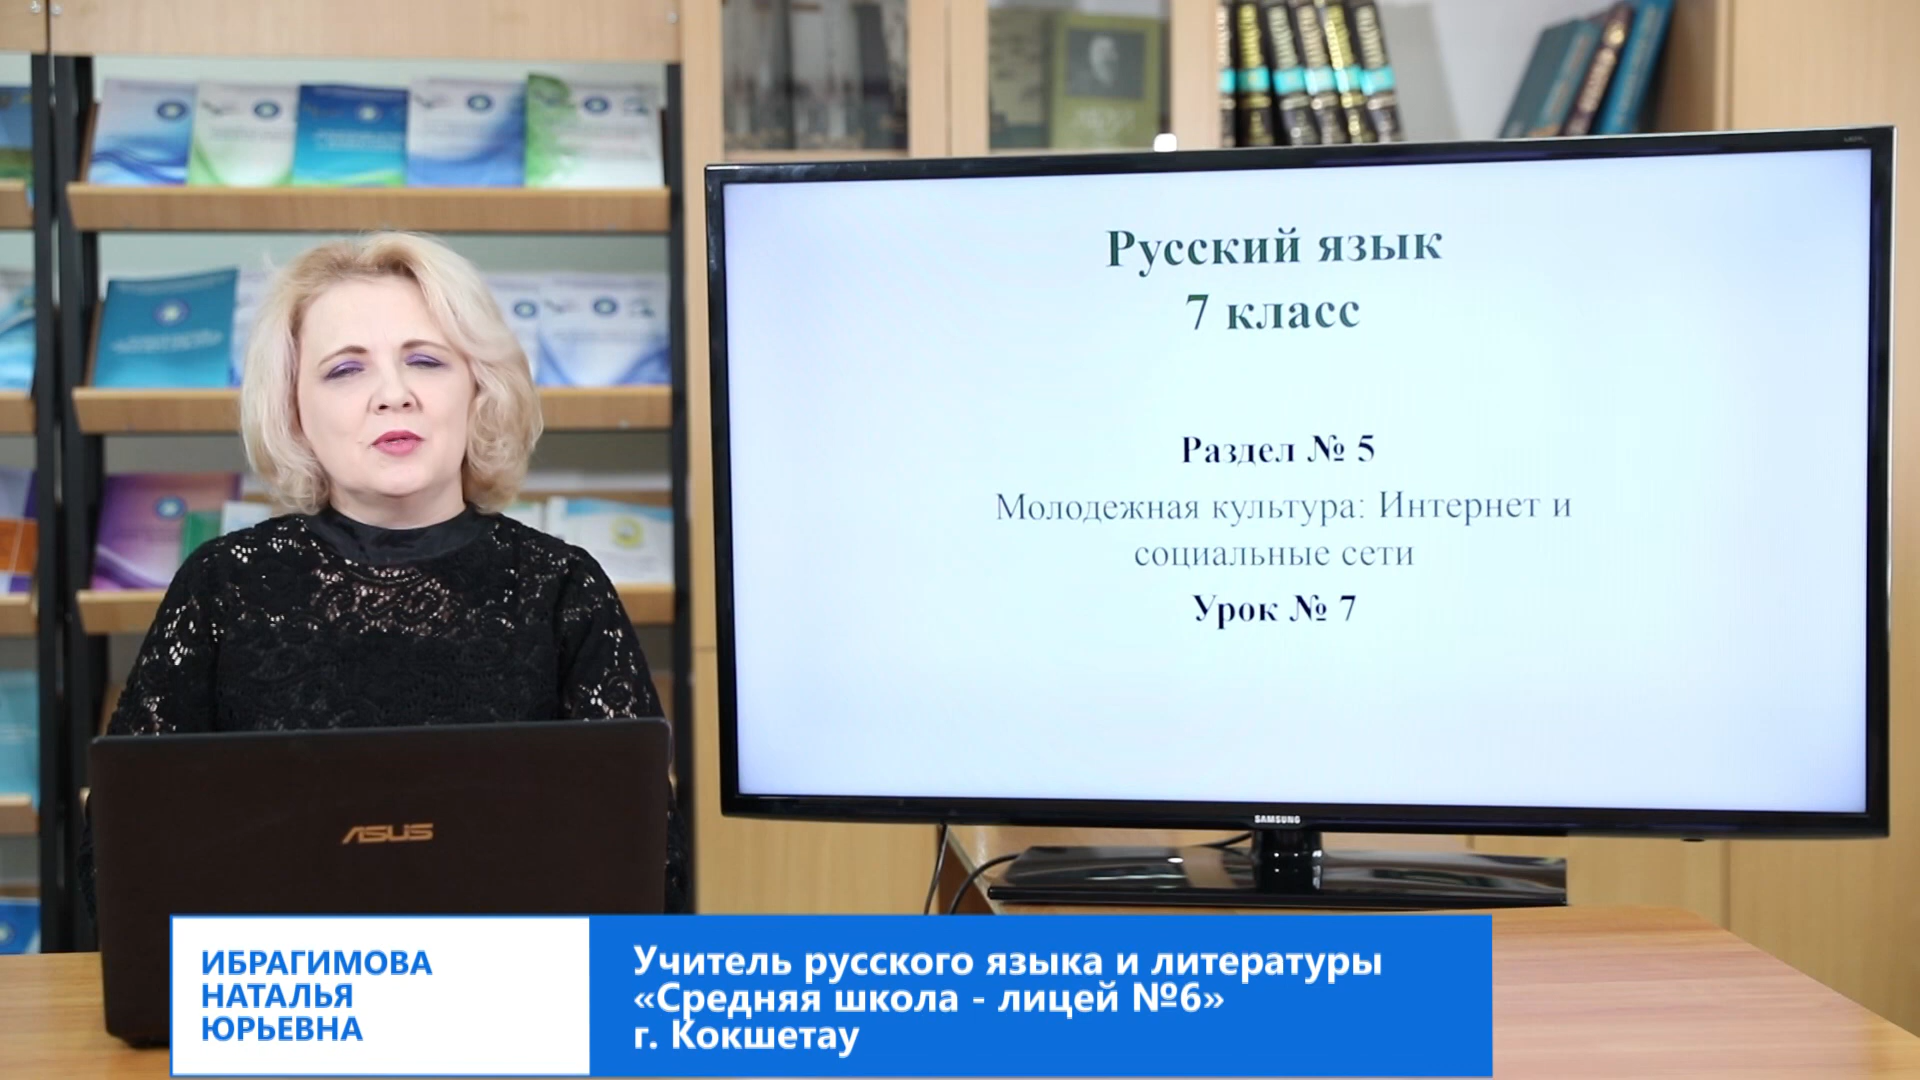 Русский язык
7 класс
Раздел № 5
Молодежная культура: Интернет и
социальные сети
Урок № 7
SAMSUNG
ASUS
ИБРАГИМОВА
НАТАЛЬЯ
ЮРЬЕВНА
Учитель русского языка и литературы
«Средняя школа - лицей №6»
г. Кокшетау